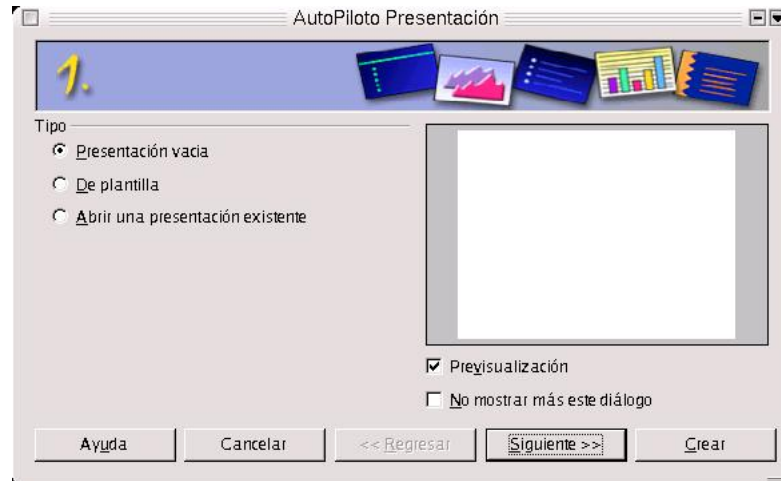 AutoPiloto Presentación
1.
Tipo
Presentación vacia
De plantilla
Abrir una presentación existente
Previsualización
No mostrar más este diálogo
Ayuda Cancelar << Regresar Siguiente >> Crear